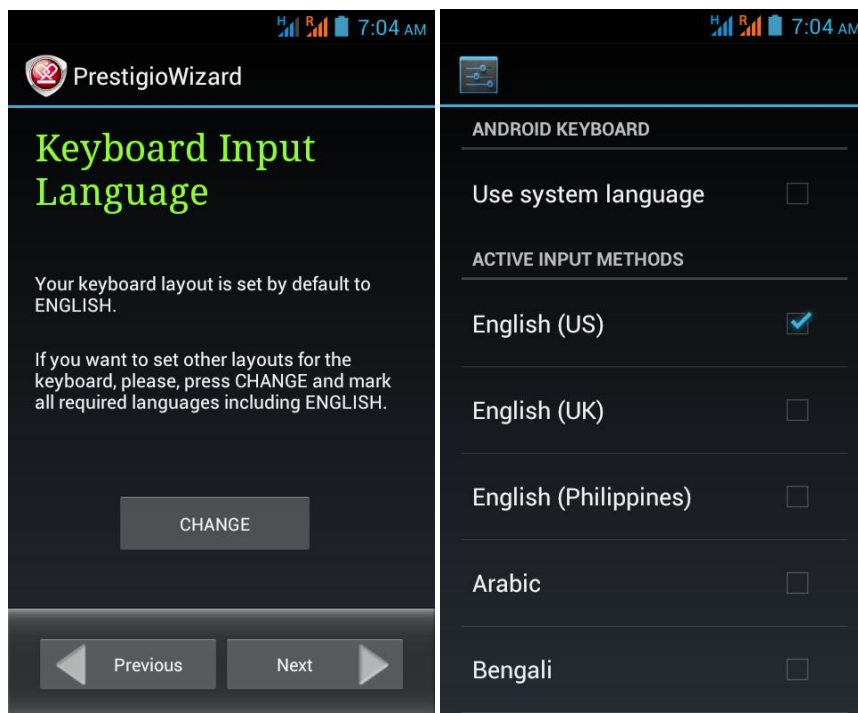 H R 7:04 AM
PrestigioWizard
Keyboard Input
Language
Your keyboard layout is set by default to
ENGLISH.
If you want to set other layouts for the
keyboard, please, press CHANGE and mark
all required languages including ENGLISH.
CHANGE
Previous
Next
H R 7:04 AM
ANDROID KEYBOARD
Use system language
ACTIVE INPUT METHODS
English (US)
English (UK)
English (Philippines)
Arabic
Bengali